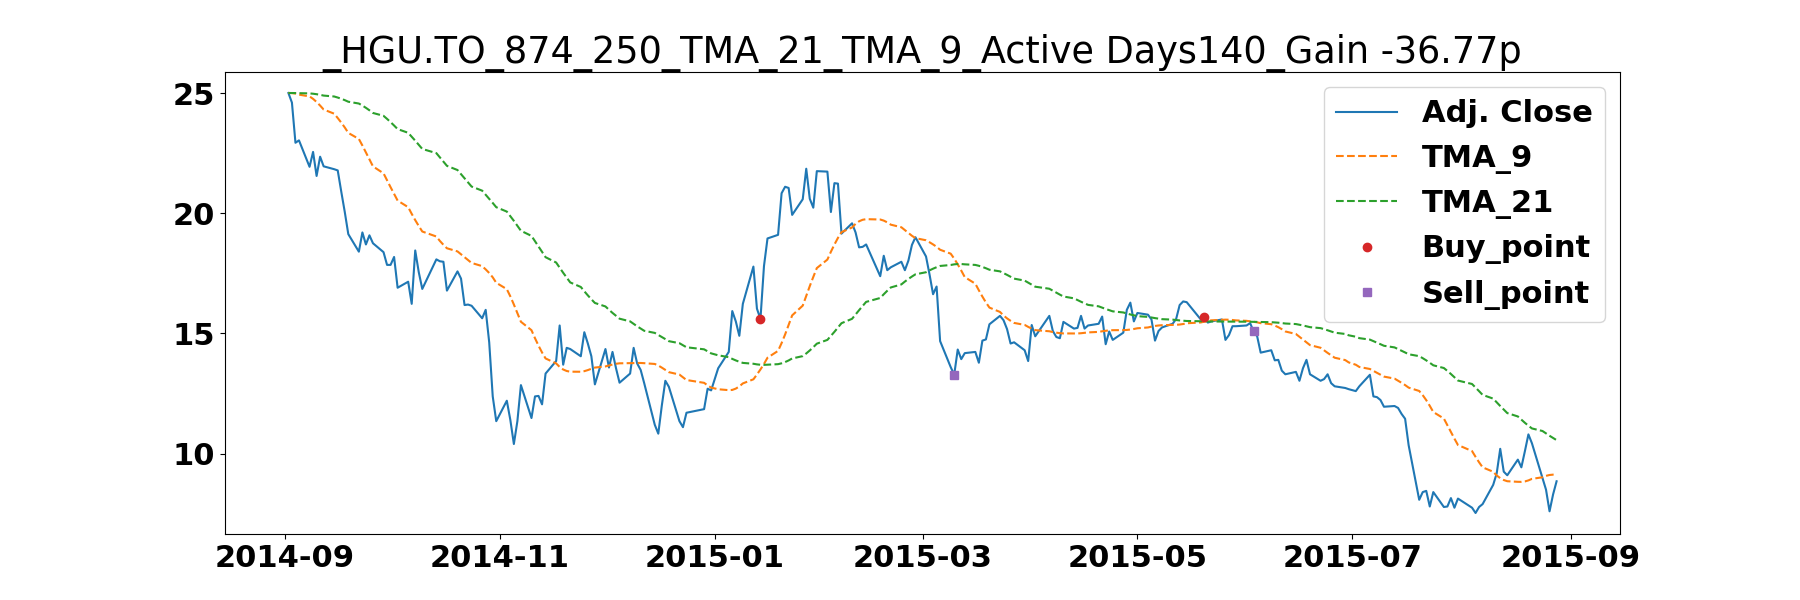 _HGU.TO_874_250_TMA_21_TMA_9_Active Days140_Gain -36.77p
25
20
15
10
Adj. Close
TMA_9
TMA_21
Buy_point
Sell_point
2014-09 2014-11 2015-01 2015-03 2015-05 2015-07 2015-09